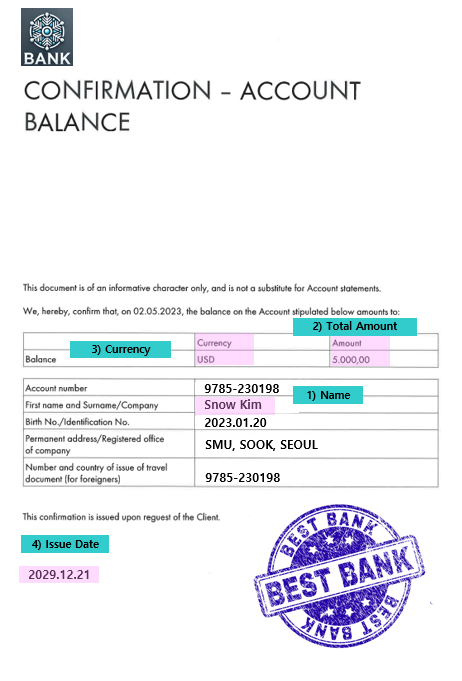 BANK
CONFIRMATION – ACCOUNT
BALANCE
This document is of an informative character only, and is not a substitute for Account statements.
We, hereby, confirm that, on 02.05.2023, the balance on the Account stipulated below amounts to:
2) Total Amount
Currency Amount
3) Currency
Balance USD 5.000,00
Account number 9785-230198
1) Name
First name and Surname/Company Snow Kim
Birth No./Identification No. 2023.01.20
Permanent address/Registered office
of company
SMU, SOOK, SEOUL
Number and country of issue of travel
document (for foreigners)
9785-230198
This confirmation is issued upon reguest of the Client.
4) Issue Date
2029.12.21
BEST BANK
BEST BANK
BEST BANK